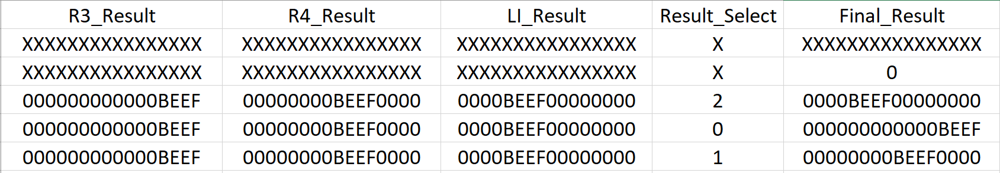 R3_Result R4_Result LI_Result Result_Select Final_Result
XXXXXXXXXXXXXXXX XXXXXXXXXXXXXXXX XXXXXXXXXXXXXXXX X XXXXXXXXXXXXXXXX
XXXXXXXXXXXXXXXX XXXXXXXXXXXXXXXX XXXXXXXXXXXXXXXX X 0
000000000000BEEF 00000000BEEF0000 0000BEEF00000000 2 0000BEEF00000000
000000000000BEEF 00000000BEEF0000 0000BEEF00000000 0 000000000000BEEF
000000000000BEEF 00000000BEEF0000 0000BEEF00000000 1 00000000BEEF0000